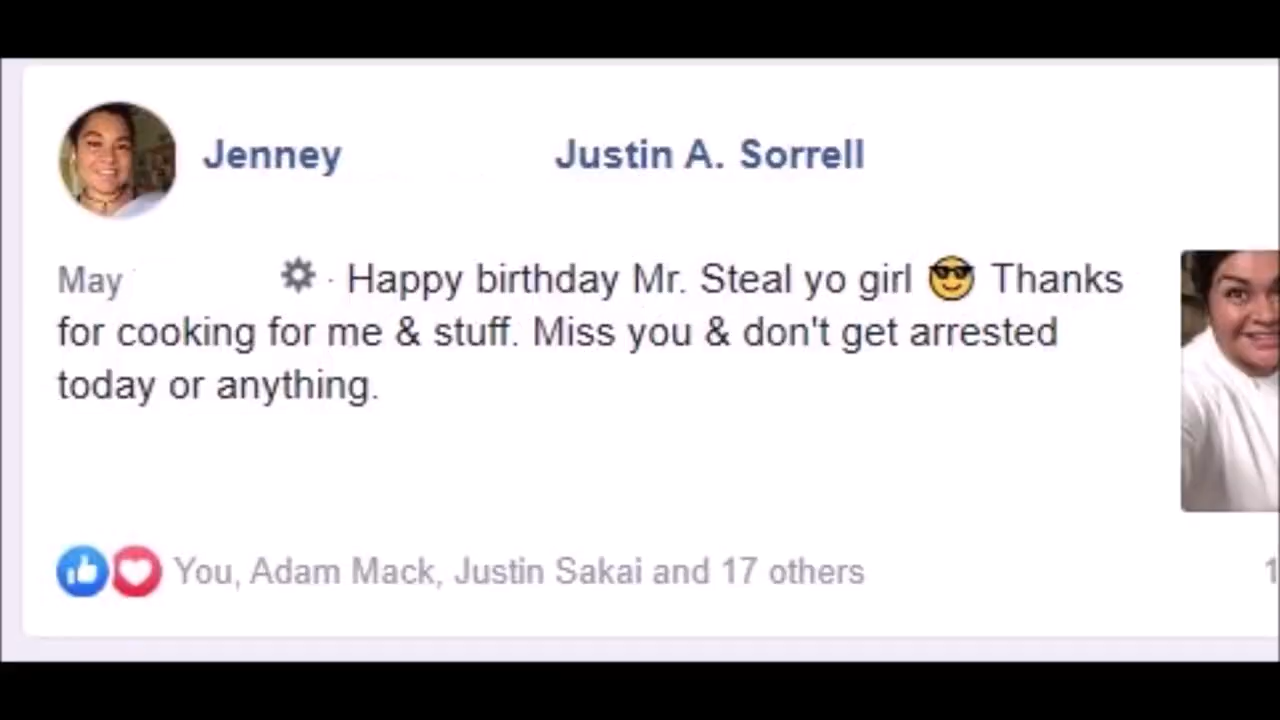 Jenney Justin A. Sorrell
May · Happy birthday Mr. Steal yo girl 😎 Thanks
for cooking for me & stuff. Miss you & don't get arrested
today or anything.
You, Adam Mack, Justin Sakai and 17 others 1